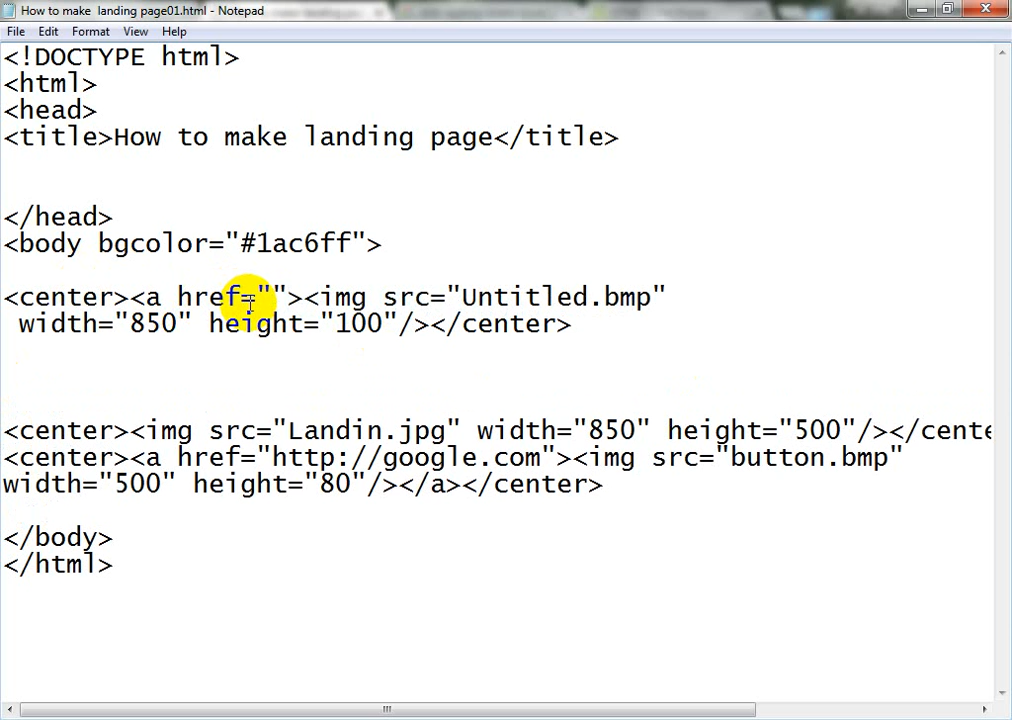 How to make  landing page01.html - Notepad
File Edit Format View Help
<!DOCTYPE html>
<html>
<head>
<title>How to make landing page</title>
</head>
<body bgcolor="#1ac6ff">
<center><a href=""><img src="Untitled.bmp"
width="850" height="100"/></center>
<center><img src="Landin.jpg" width="850" height="500"/></cente
<center><a href="http://google.com"><img src="button.bmp"
width="500" height="80"/></a></center>
</body>
</html>